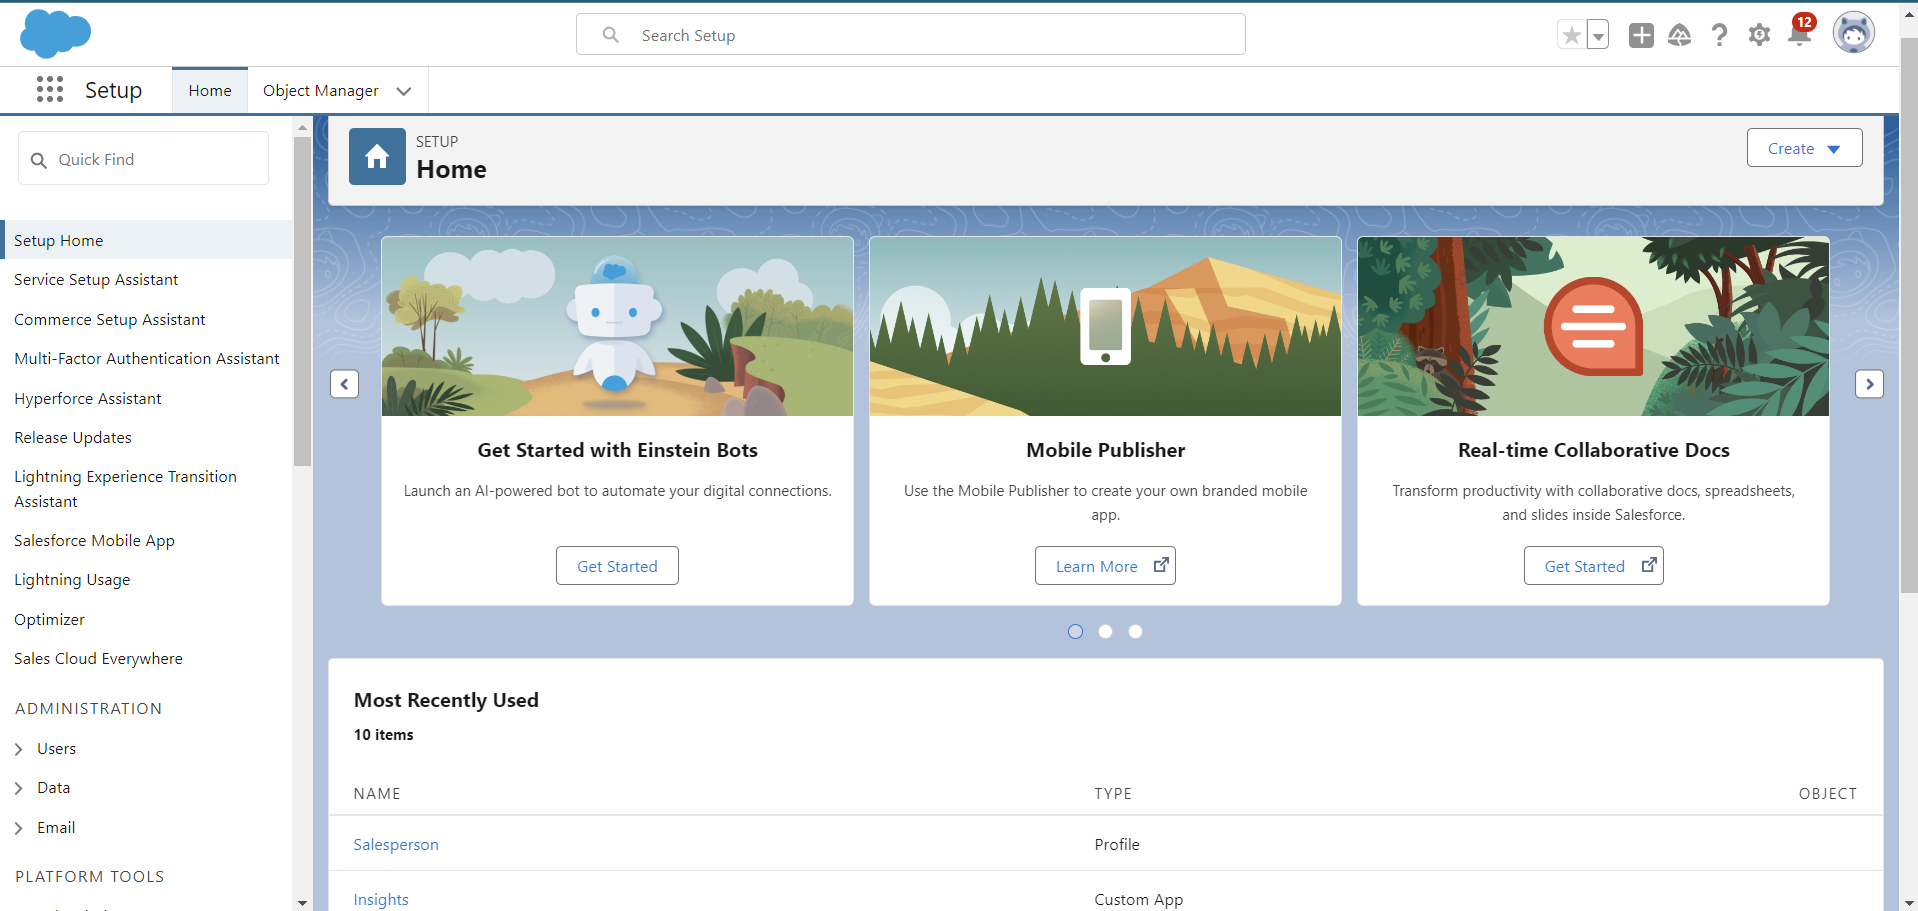 Search Setup
12
Setup
Home
Object Manager
Quick Find
Setup Home
Service Setup Assistant
Commerce Setup Assistant
Multi-Factor Authentication Assistant
Hyperforce Assistant
Release Updates
Lightning Experience Transition
Assistant
Salesforce Mobile App
Lightning Usage
Optimizer
Sales Cloud Everywhere
ADMINISTRATION
Users
Data
Email
PLATFORM TOOLS
SETUP
Home
Create
Get Started with Einstein Bots
Launch an AI-powered bot to automate your digital connections.
Get Started
Mobile Publisher
Use the Mobile Publisher to create your own branded mobile
app.
Learn More
Real-time Collaborative Docs
Transform productivity with collaborative docs, spreadsheets,
and slides inside Salesforce.
Get Started
Most Recently Used
10 items
NAME TYPE OBJECT
Salesperson Profile
Insights Custom App